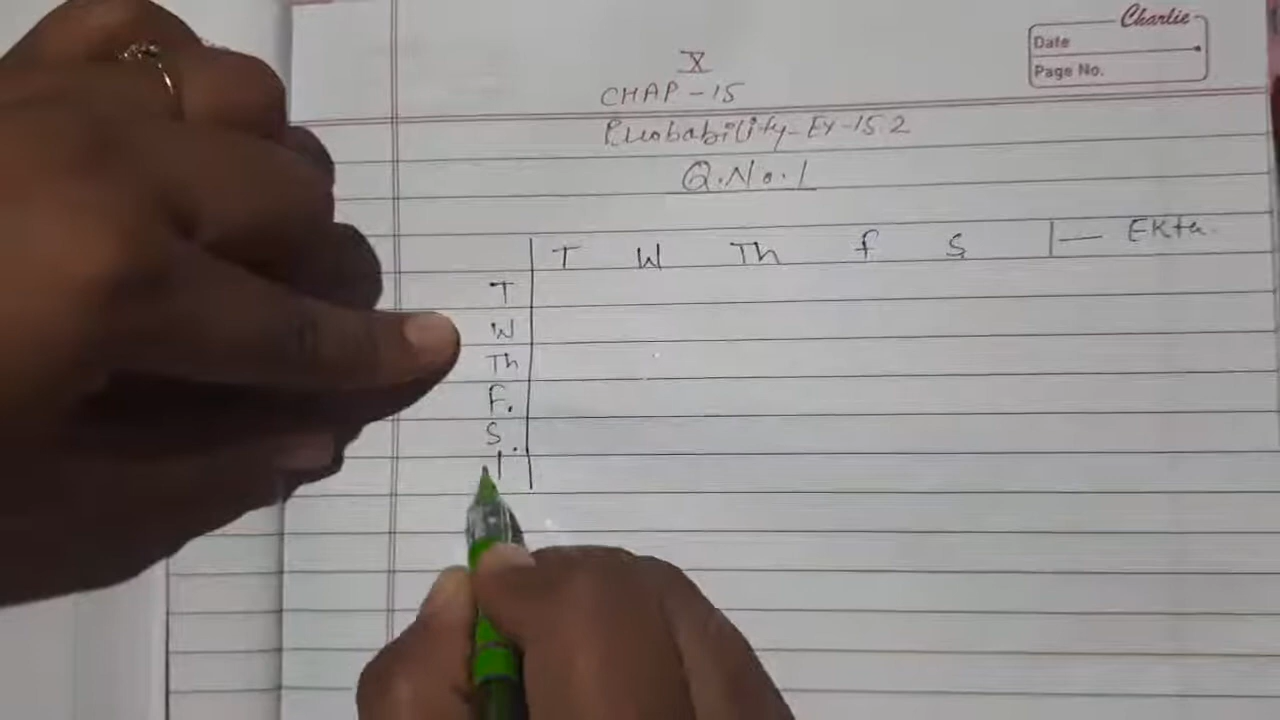 Charlie
Date
Page No.
X
CHAP-15
Probability-Ex-15.2
Q.No.1
T W Th f S — Ekta
T
W
Th
F.
S.